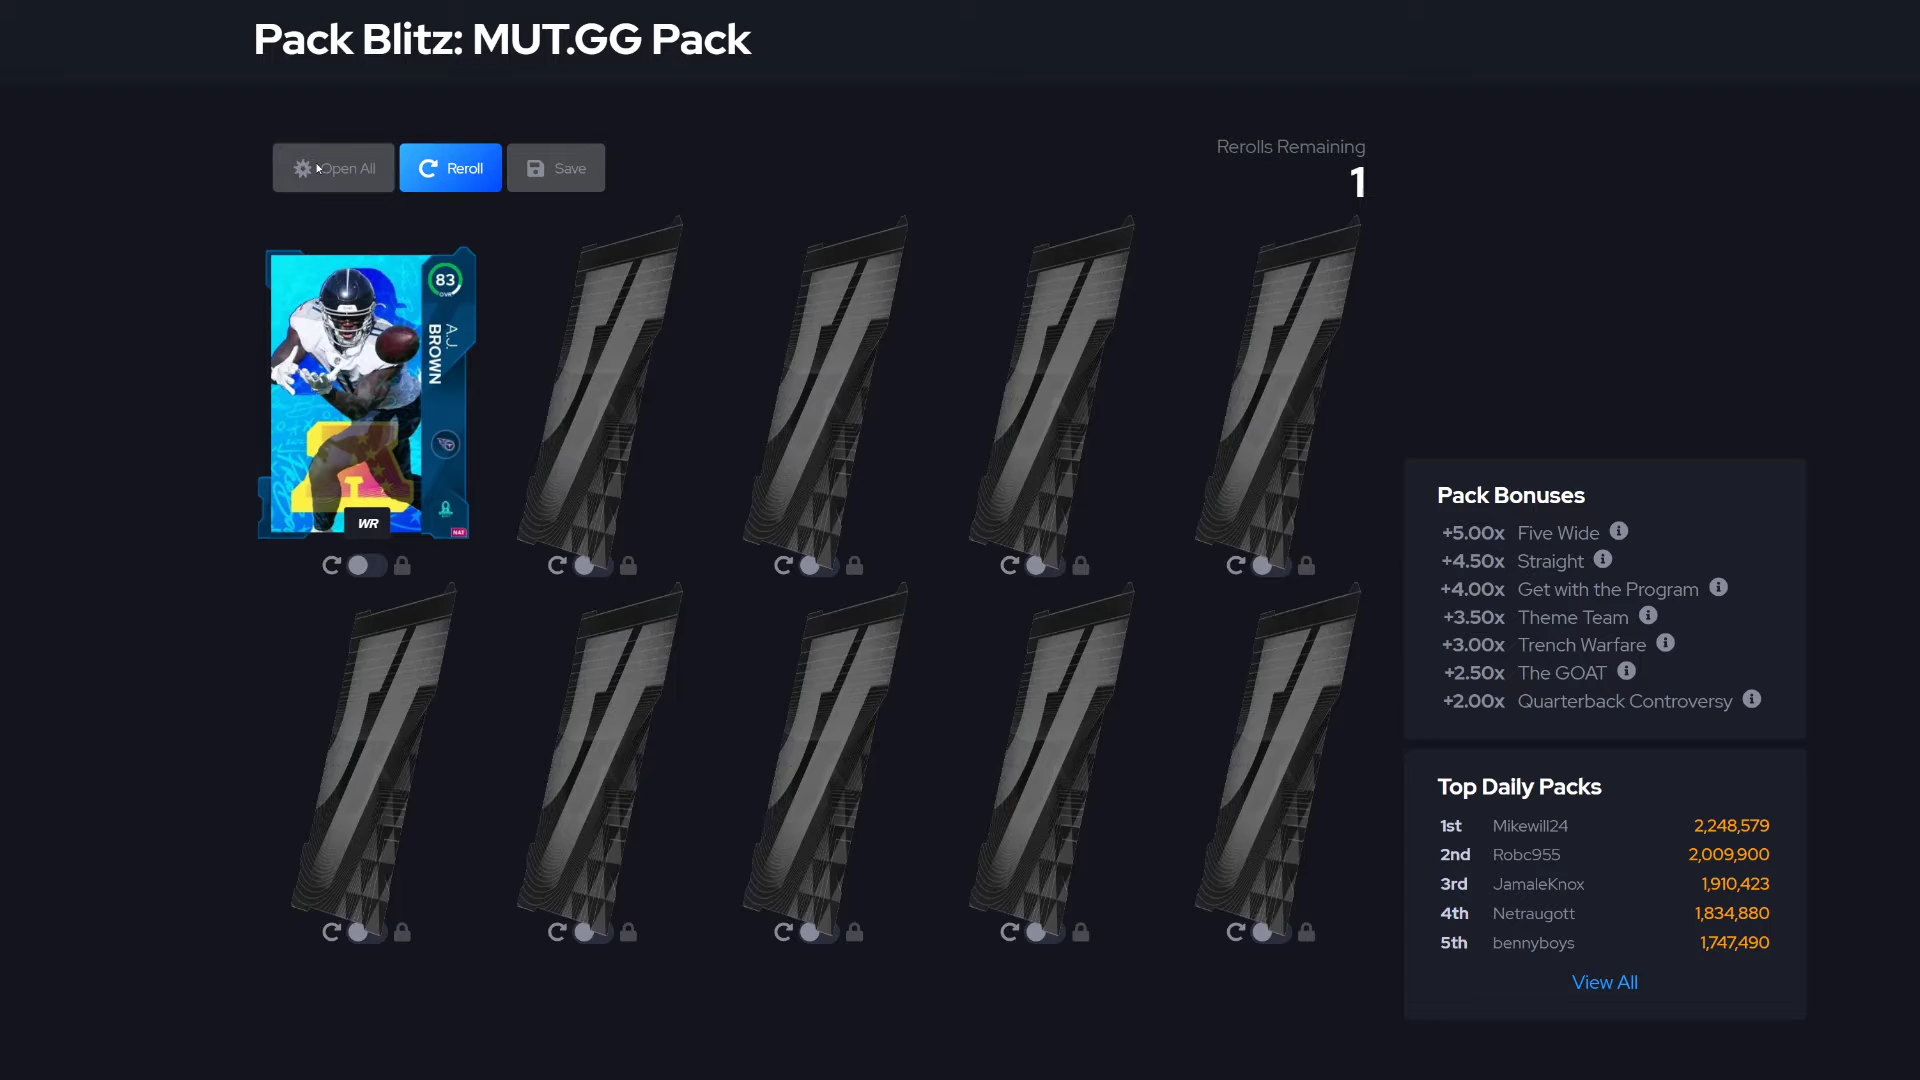 Pack Blitz: MUT.GG Pack
Open All
Reroll
Save
Rerolls Remaining
1
83
OVR
A.J.
BROWN
WR
NAT
Pack Bonuses
+5.00x Five Wide
+4.50x Straight
+4.00x Get with the Program
+3.50x Theme Team
+3.00x Trench Warfare
+2.50x The GOAT
+2.00x Quarterback Controversy
Top Daily Packs
1st Mikewill24 2,248,579
2nd Robc955 2,009,900
3rd JamaleKnox 1,910,423
4th Netraugott 1,834,880
5th bennyboys 1,747,490
View All